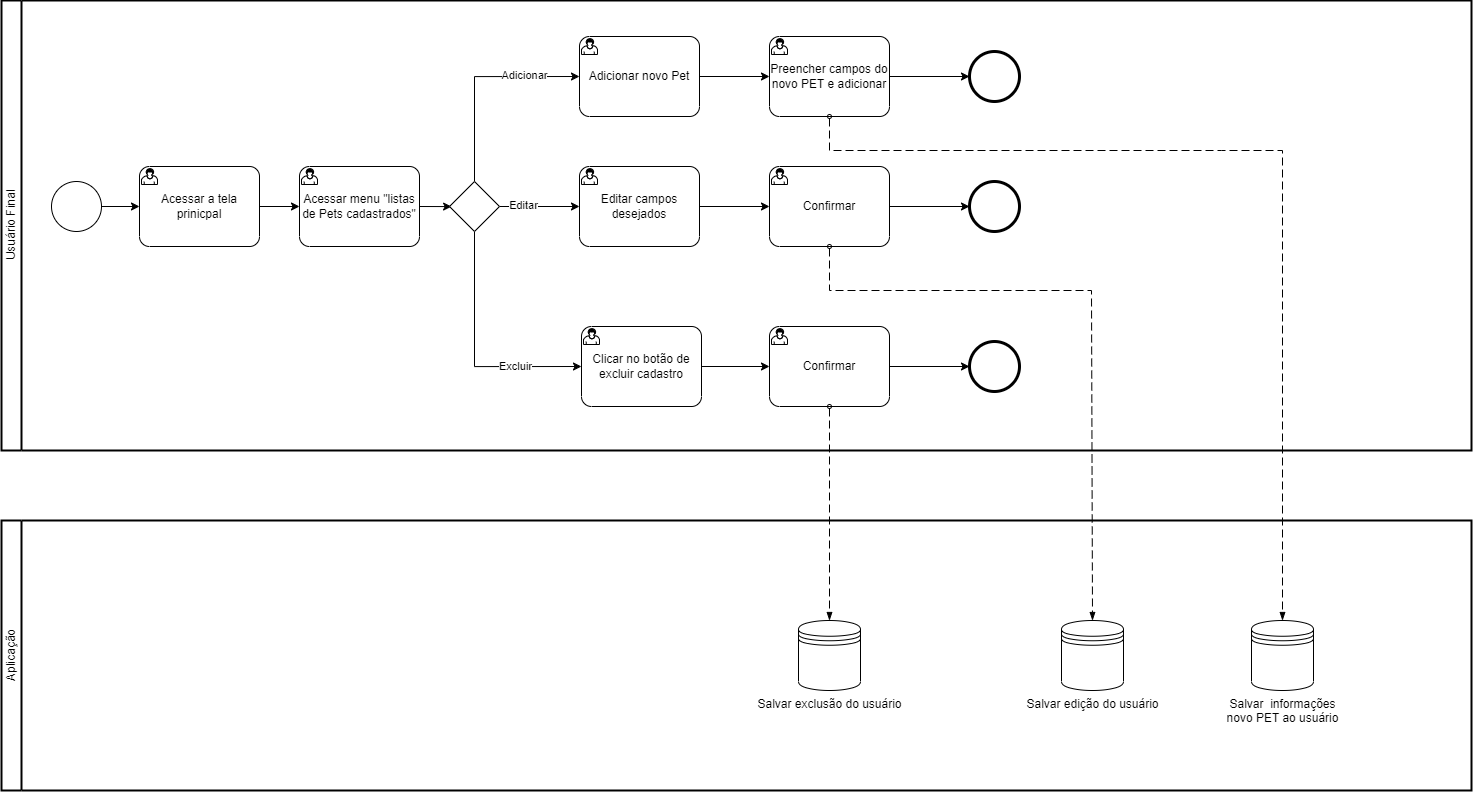 Usuário Final
Adicionar
Adicionar novo Pet
Preencher campos do
novo PET e adicionar
Acessar a tela
prinicpal
Acessar menu "listas
de Pets cadastrados"
Editar
Editar campos
desejados
Confirmar
Excluir
Clicar no botão de
excluir cadastro
Confirmar
Aplicação
Salvar exclusão do usuário
Salvar edição do usuário
Salvar  informações
novo PET ao usuário